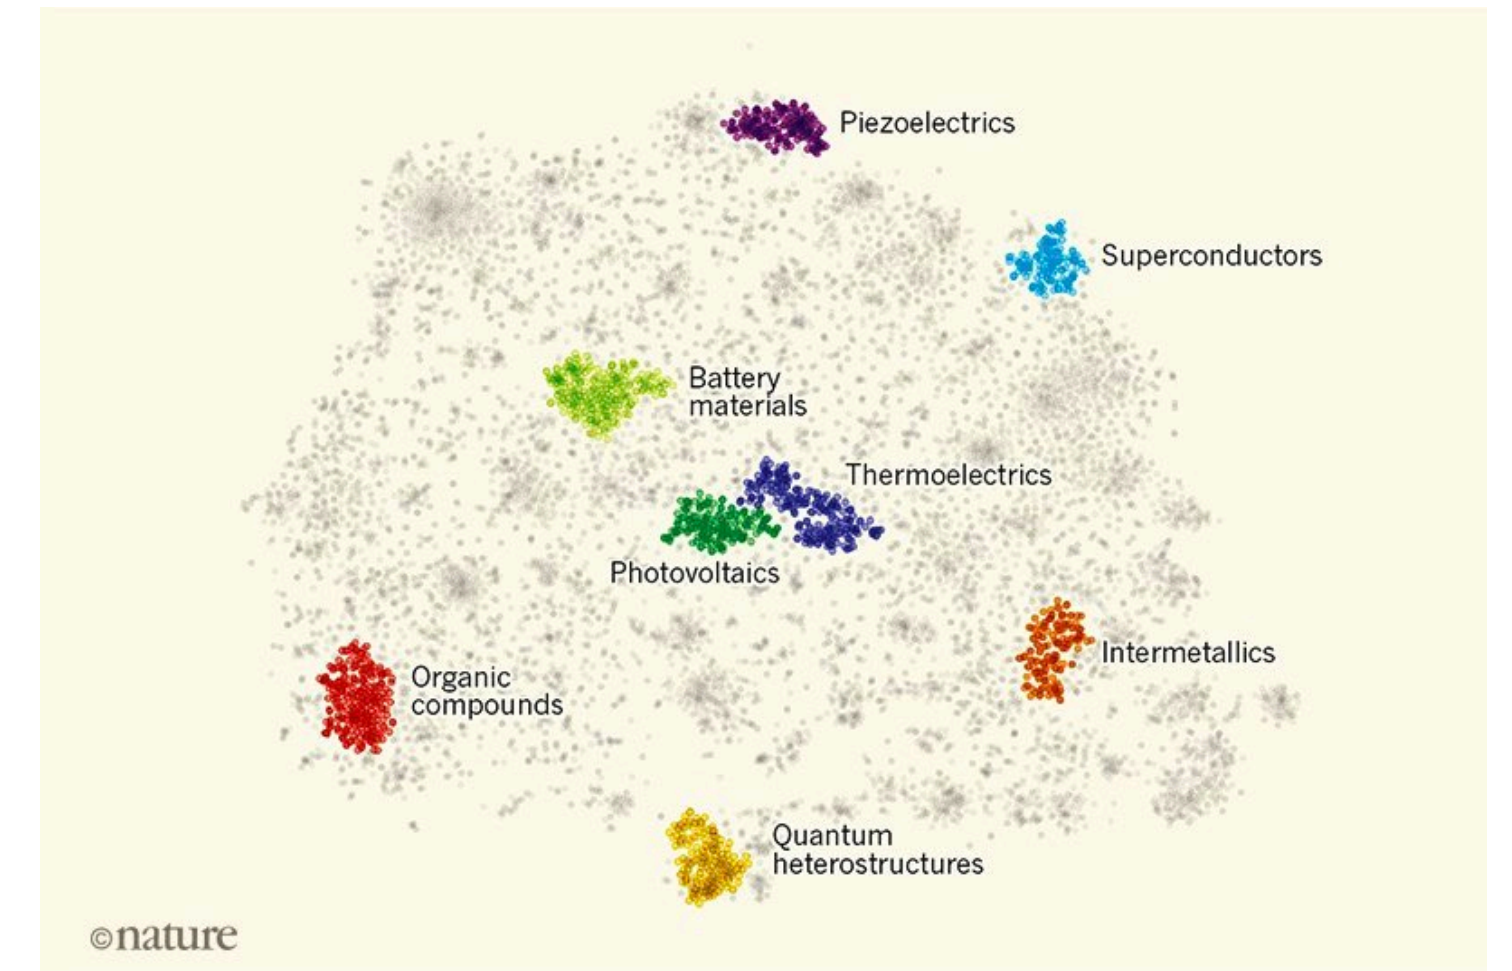 Piezoelectrics
Superconductors
Battery
materials
Thermoelectrics
Photovoltaics
Intermetallics
Organic
compounds
Quantum
heterostructures
©nature